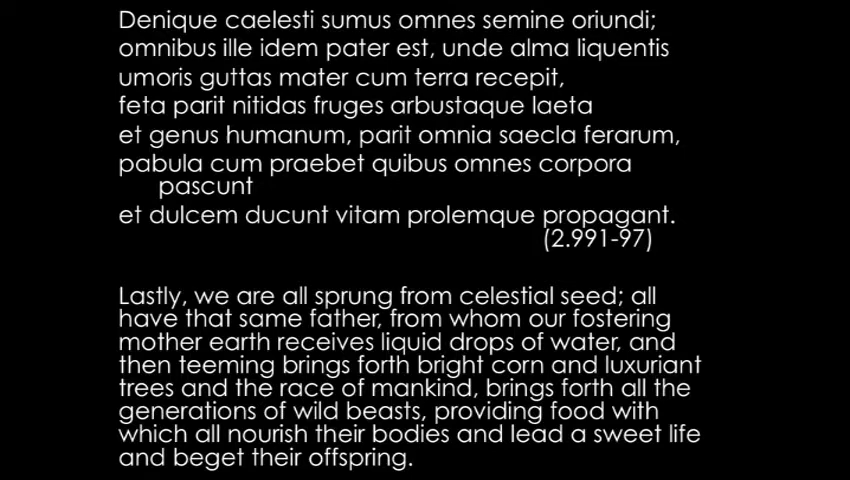 Denique caelesti sumus omnes semine oriundi;
omnibus ille idem pater est, unde alma liquentis
umoris guttas mater cum terra recepit,
feta parit nitidas fruges arbustaque laeta
et genus humanum, parit omnia saecla ferarum,
pabula cum praebet quibus omnes corpora
pascunt
et dulcem ducunt vitam prolemque propagant.
(2.991-97)
Lastly, we are all sprung from celestial seed; all
have that same father, from whom our fostering
mother earth receives liquid drops of water, and
then teeming brings forth bright corn and luxuriant
trees and the race of mankind, brings forth all the
generations of wild beasts, providing food with
which all nourish their bodies and lead a sweet life
and beget their offspring.